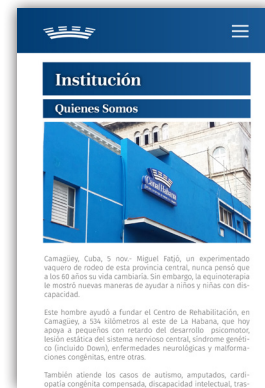 Institución
Quienes Somos
Canal Habana
Camagüey, Cuba, 5 nov.- Miguel Fatjó, un experimentado
vaquero de rodeo de esta provincia central, nunca pensó que
a los 60 años su vida cambiaría. Sin embargo, la equinoterapia
le mostró nuevas maneras de ayudar a niños y niñas con dis-
capacidad.
Este hombre ayudó a fundar el Centro de Rehabilitación, en
Camagüey, a 534 kilómetros al este de La Habana, que hoy
apoya a pequeños con retardo del desarrollo psicomotor,
lesión estática del sistema nervioso central, síndrome genéti-
co (incluido Down), enfermedades neurológicas y malforma-
ciones congénitas, entre otras.
También atiende los casos de autismo, amputados, cardi-
opatía congénita compensada, discapacidad intelectual, tras-